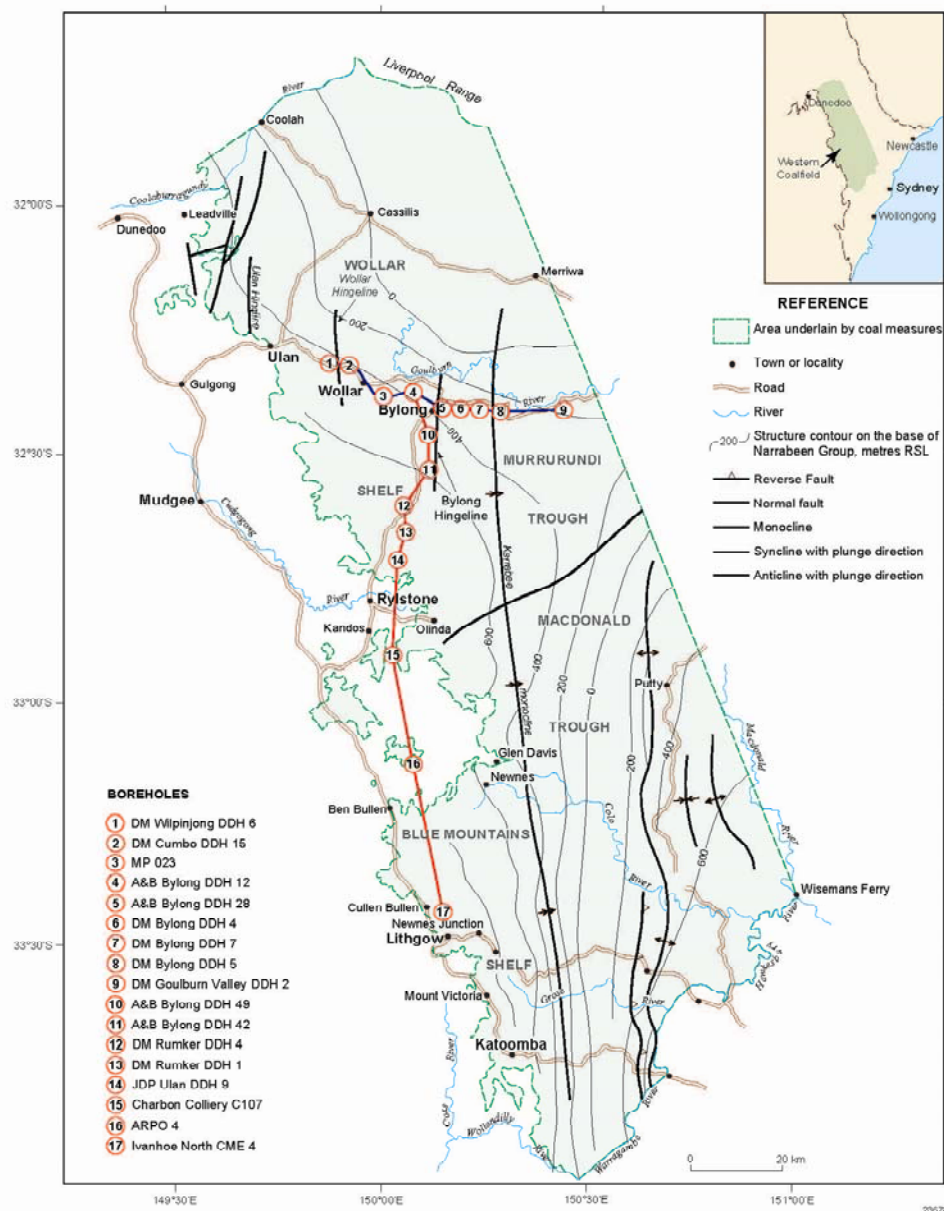 Liverpool Range
River
Coolah
Dunedoo
Newcastle
Western
Coalfield
Sydney
Wollongong
32°00'S
Leadville
Dunedoo
Cassilis
WOLLAR
Wollar
Hingeline
Merriwa
0
200
Ulan Hingeline
REFERENCE
Area underlain by coal measures
Town or locality
Road
River
200 Structure contour on the base of
Narrabeen Group, metres RSL
Reverse Fault
Normal fault
Monocline
Syncline with plunge direction
Anticline with plunge direction
Ulan
Gulgong
Wollar
Goulburn
River
Bylong
1
2
3
4
5
6
7
8
9
10
11
12
13
14
15
16
17
32°30'S
400
MURRURUNDI
TROUGH
SHELF
Bylong
Hingeline
Mudgee
Cudgegong
River
Rylstone
Kandos
Olinda
Kerrabee
monocline
MACDONALD
TROUGH
600
400
200
0
200
400
600
Putty
33°00'S
Glen Davis
Newnes
Macdonald
River
Colo
River
Ben Bullen
BLUE MOUNTAINS
SHELF
Cullen Bullen
Newnes Junction
Lithgow
Wisemans Ferry
River
33°30'S
Mount Victoria
Grose
River
Katoomba
Coxs
River
Wollondilly
River
Warragamba
River
BOREHOLES
1 DM Wilpinjong DDH 6
2 DM Cumbo DDH 15
3 MP 023
4 A&B Bylong DDH 12
5 A&B Bylong DDH 28
6 DM Bylong DDH 4
7 DM Bylong DDH 7
8 DM Bylong DDH 5
9 DM Goulburn Valley DDH 2
10 A&B Bylong DDH 49
11 A&B Bylong DDH 42
12 DM Rumker DDH 4
13 DM Rumker DDH 1
14 JDP Ulan DDH 9
15 Charbon Colliery C107
16 ARPO 4
17 Ivanhoe North CME 4
0 20 km
149°30'E
150°00'E
150°30'E
151°00'E